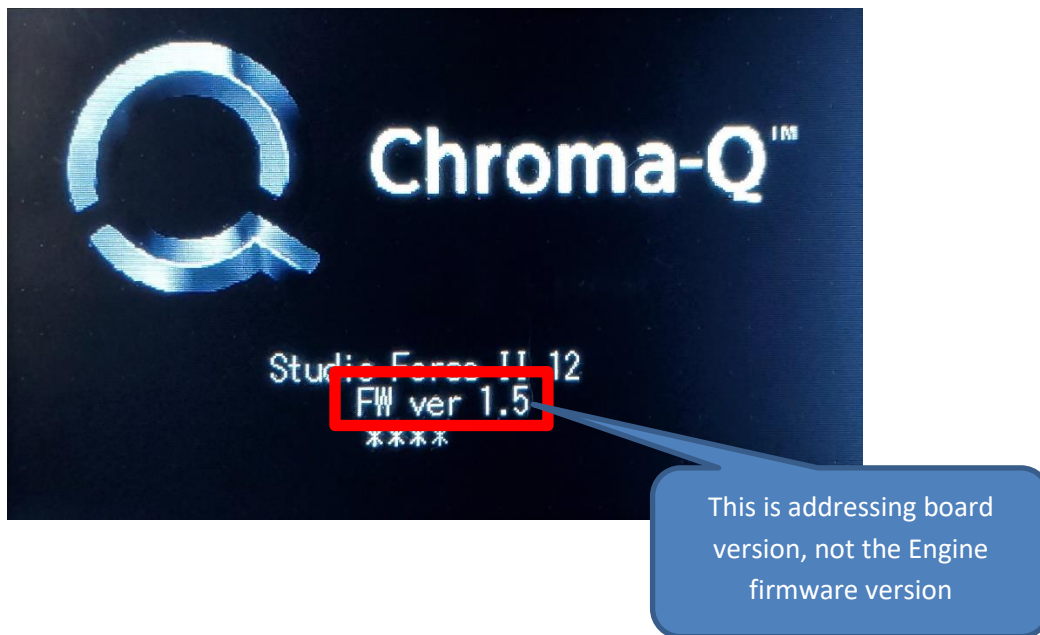 Chroma-Q™
Studio Force II 12
FW ver 1.5
****
This is addressing board
version, not the Engine
firmware version